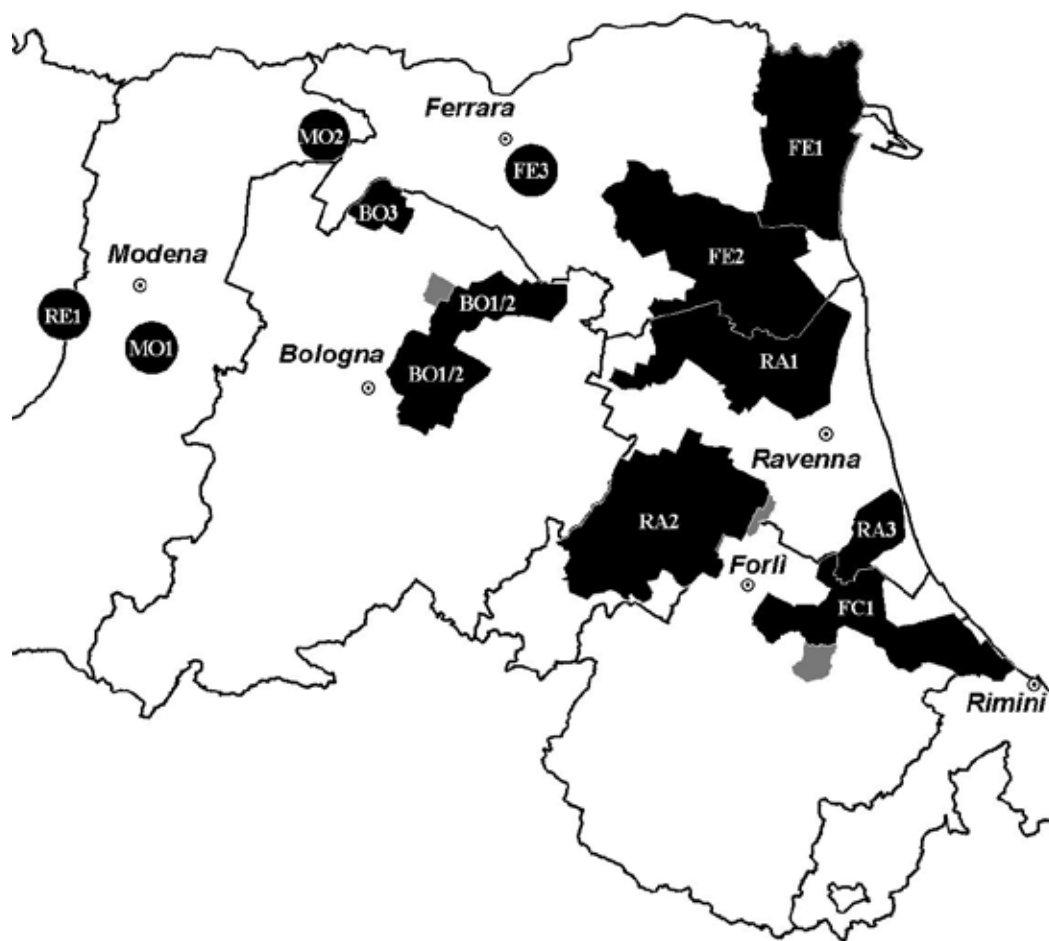 Ferrara
MO2
FE1
FE3
BO3
Modena
FE2
RE1
BO1/2
MO1
Bologna
BO1/2
RA1
Ravenna
RA2
RA3
Forlì
FC1
Rimini